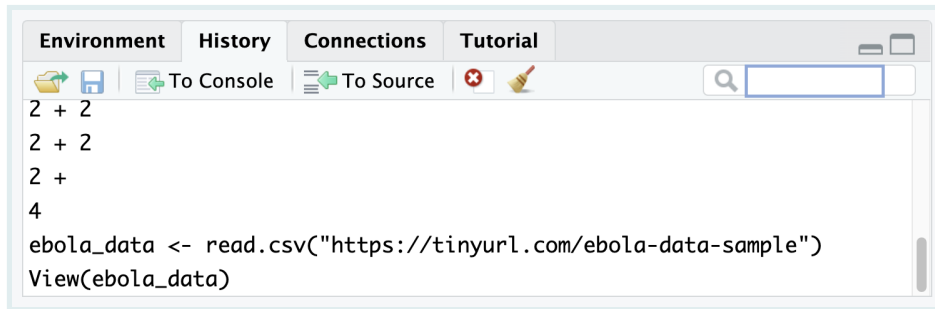 Environment History Connections Tutorial
To Console To Source
2 + 2
2 + 2
2 +
4
ebola_data <- read.csv("https://tinyurl.com/ebola-data-sample")
View(ebola_data)